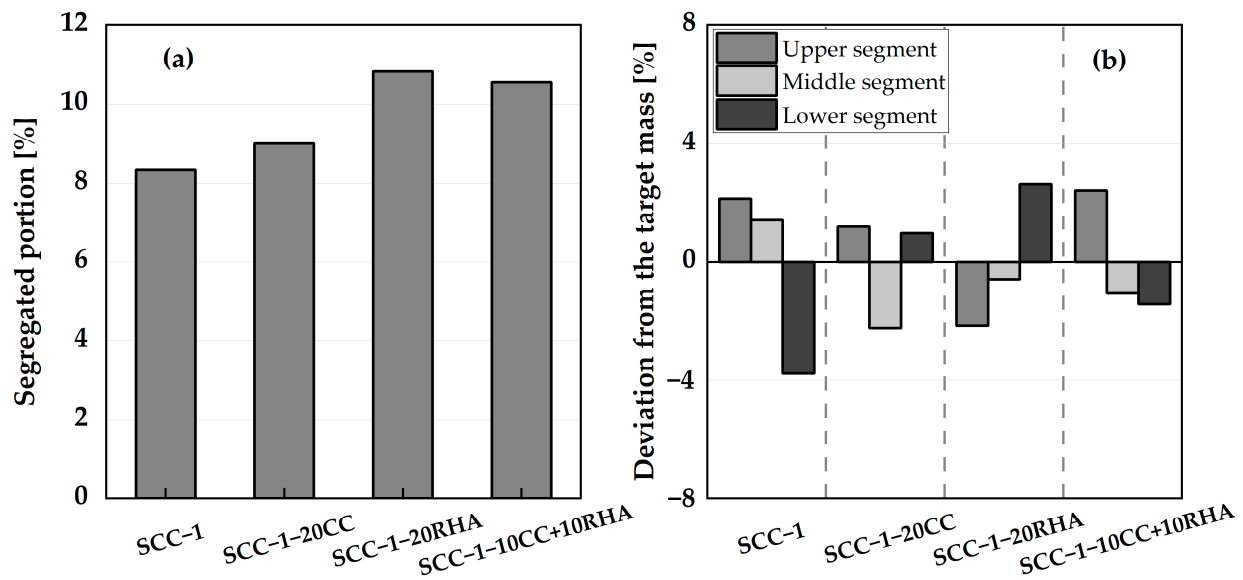 Segregated portion [%]
12
10
8
6
4
2
0
(a)
SCC–1
SCC–1–20CC
SCC–1–20RHA
SCC–1–10CC+10RHA
Deviation from the target mass [%]
8
4
0
–4
–8
Upper segment
Middle segment
Lower segment
(b)
SCC–1
SCC–1–20CC
SCC–1–20RHA
SCC–1–10CC+10RHA